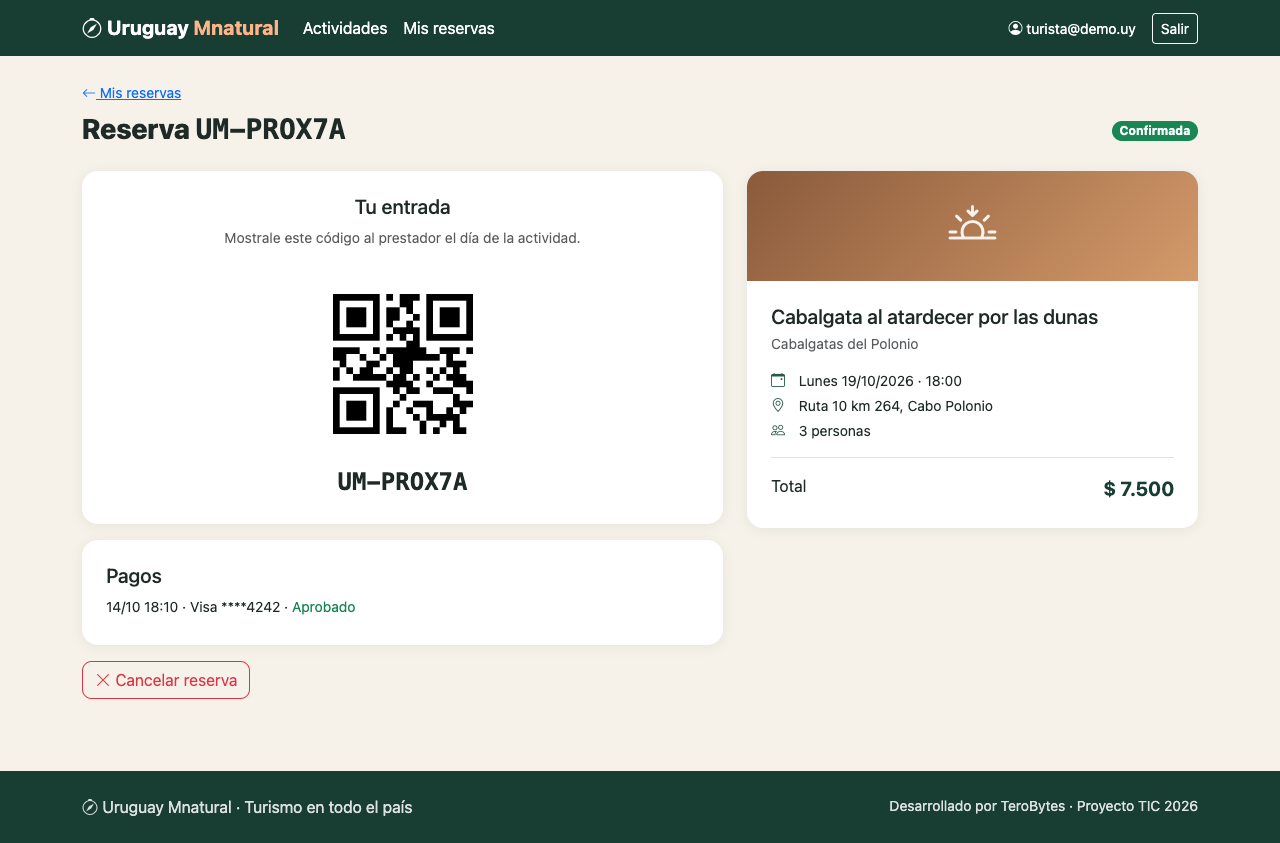 Uruguay Mnatural
Actividades
Mis reservas
turista@demo.uy
Salir
← Mis reservas
Reserva UM-PROX7A
Confirmada
Tu entrada
Mostrale este código al prestador el día de la actividad.
UM-PROX7A
Pagos
14/10 18:10 · Visa ****4242 · Aprobado
Cancelar reserva
Cabalgata al atardecer por las dunas
Cabalgatas del Polonio
Lunes 19/10/2026 · 18:00
Ruta 10 km 264, Cabo Polonio
3 personas
Total
$ 7.500
Uruguay Mnatural · Turismo en todo el país
Desarrollado por TeroBytes · Proyecto TIC 2026